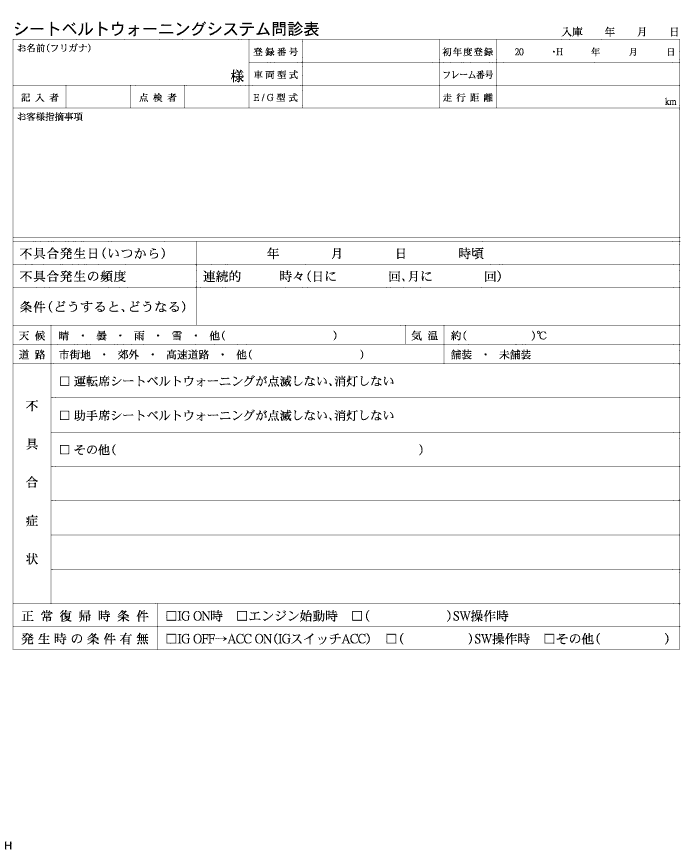 シートベルトウォーニングシステム問診表 入庫 年 月 日
お名前(フリガナ) 登録番号 初年度登録 20 ・H 年 月 日
様 車両型式 フレーム番号
記入者 点検者 E/G型式 走行距離 km
お客様指摘事項
不具合発生日(いつから) 年 月 日 時頃
不具合発生の頻度 連続的 時々(日に 回、月に 回)
条件(どうすると、どうなる)
天候 晴 ・ 曇 ・ 雨 ・ 雪 ・ 他( ) 気温 約( )℃
道路 市街地 ・ 郊外 ・ 高速道路 ・ 他( ) 舗装 ・ 未舗装
不具合症状
□ 運転席シートベルトウォーニングが点滅しない、消灯しない
□ 助手席シートベルトウォーニングが点滅しない、消灯しない
□ その他( )
正常復帰時条件 □IG ON時 □エンジン始動時 □( )SW操作時
発生時の条件有無 □IG OFF→ACC ON(IGスイッチACC) □( )SW操作時 □その他( )
H